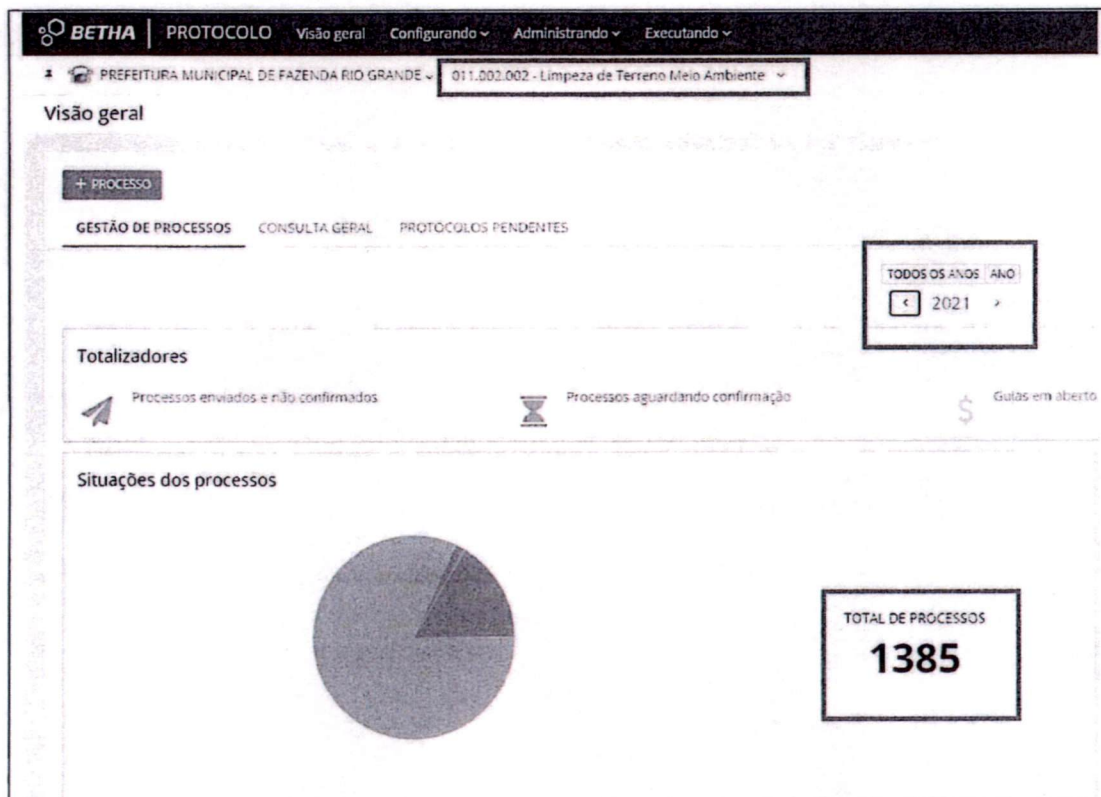 BETHA | PROTOCOLO Visão geral Configurando Administrando Executando
PREFEITURA MUNICIPAL DE FAZENDA RIO GRANDE 011.002.002 - Limpeza de Terreno Meio Ambiente
Visão geral
+ PROCESSO
GESTÃO DE PROCESSOS CONSULTA GERAL PROTOCOLOS PENDENTES
TODOS OS ANOS ANO
‹ 2021 ›
Totalizadores
Processos enviados e não confirmados Processos aguardando confirmação $ Guias em aberto
Situações dos processos
TOTAL DE PROCESSOS
1385